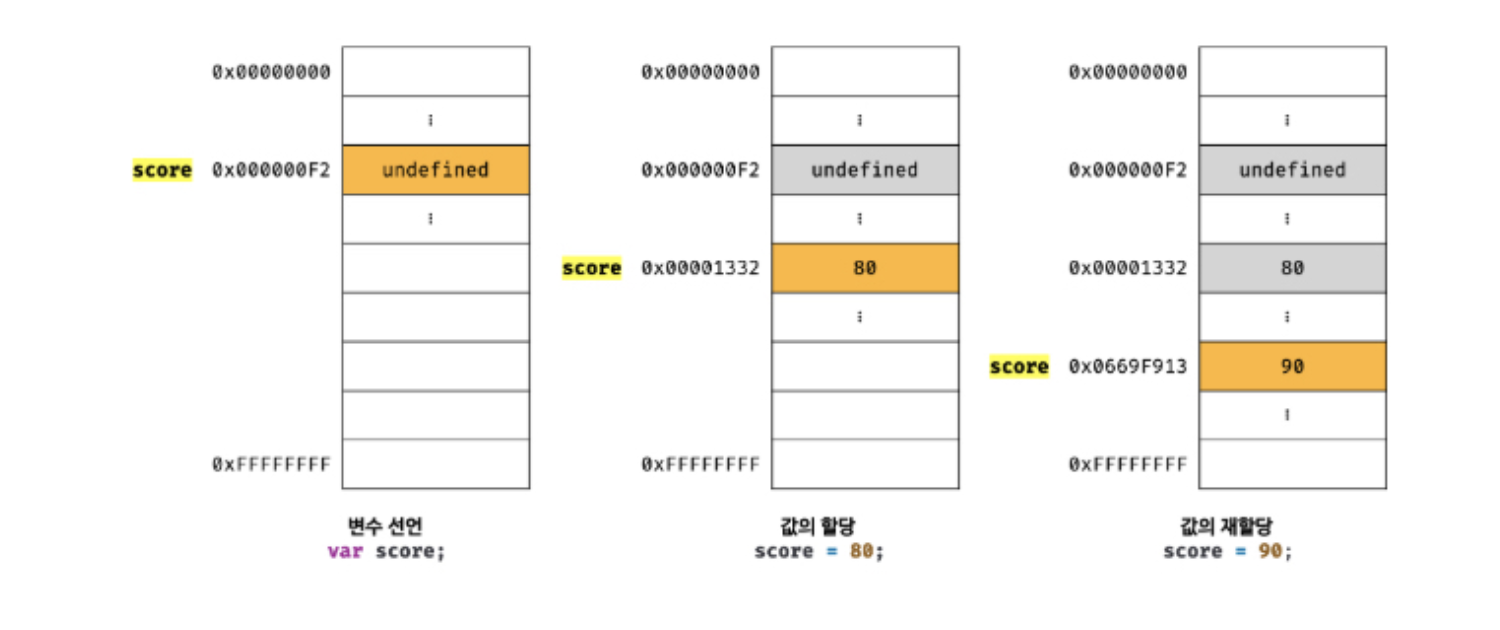 0x00000000
⋮
score 0x000000F2 undefined
⋮
0xFFFFFFFF
변수 선언
var score;
0x00000000
⋮
0x000000F2 undefined
⋮
score 0x00001332 80
⋮
0xFFFFFFFF
값의 할당
score = 80;
0x00000000
⋮
0x000000F2 undefined
⋮
0x00001332 80
⋮
score 0x0669F913 90
⋮
0xFFFFFFFF
값의 재할당
score = 90;